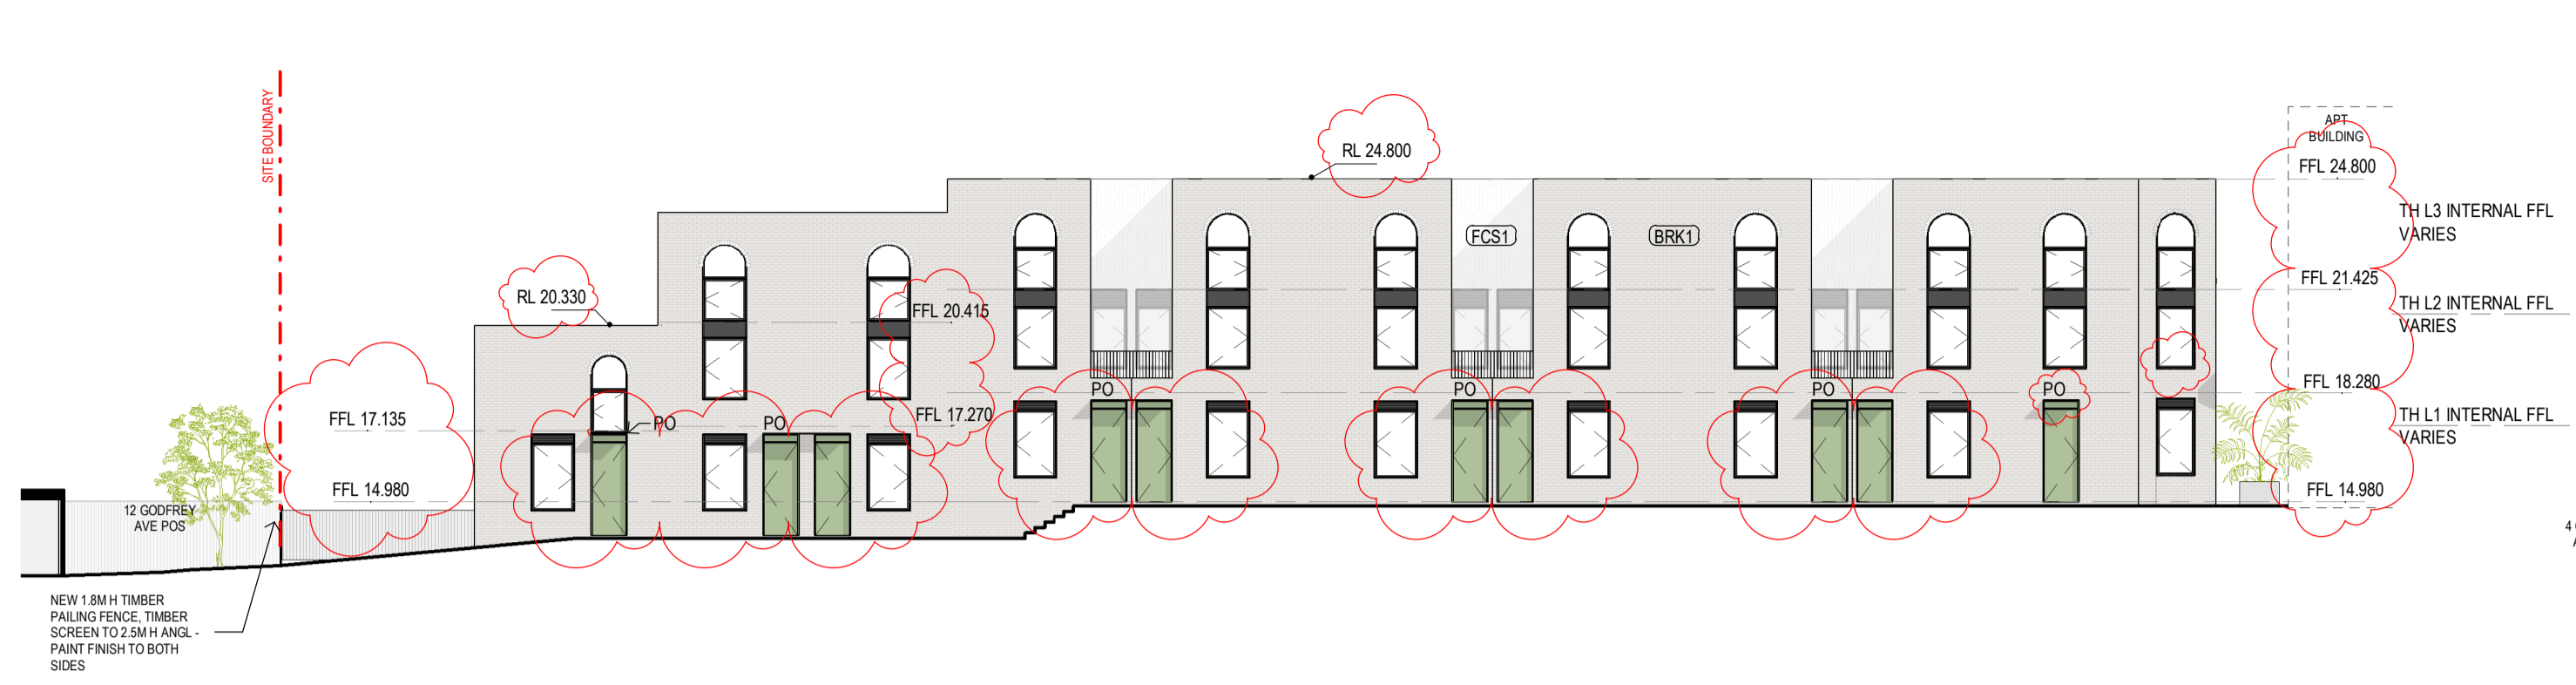 SITE BOUNDARY
APT
BUILDING
RL 24.800
FFL 24.800
TH L3 INTERNAL FFL
VARIES
FCS1
BRK1
FFL 21.425
RL 20.330
FFL 20.415
TH L2 INTERNAL FFL
VARIES
FFL 18.280
PO
PO
PO
PO
FFL 17.135
PO
PO
FFL 17.270
TH L1 INTERNAL FFL
VARIES
FFL 14.980
FFL 14.980
12 GODFREY
AVE POS
NEW 1.8M H TIMBER
PAILING FENCE, TIMBER
SCREEN TO 2.5M H ANGL -
PAINT FINISH TO BOTH
SIDES